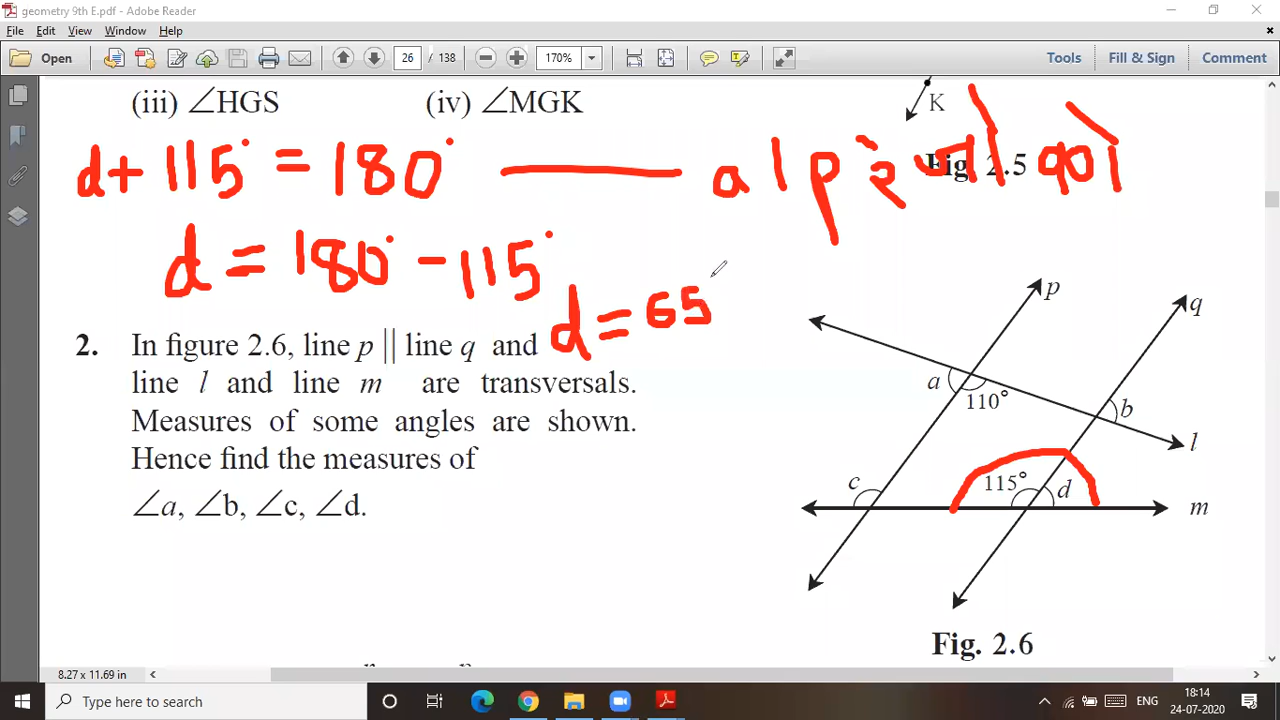 geometry 9th E.pdf - Adobe Reader
File Edit View Window Help
Open 26 / 138 170% Tools Fill & Sign Comment
(iii) ∠HGS (iv) ∠MGK
K
Fig. 2.5
d + 115° = 180°
d = 180° - 115°
d = 65
2. In figure 2.6, line p || line q and
line l and line m are transversals.
Measures of some angles are shown.
Hence find the measures of
∠a, ∠b, ∠c, ∠d.
p
q
a
110°
b
l
c
115°
d
m
Fig. 2.6
8.27 x 11.69 in
Type here to search
ENG
18:14
24-07-2020